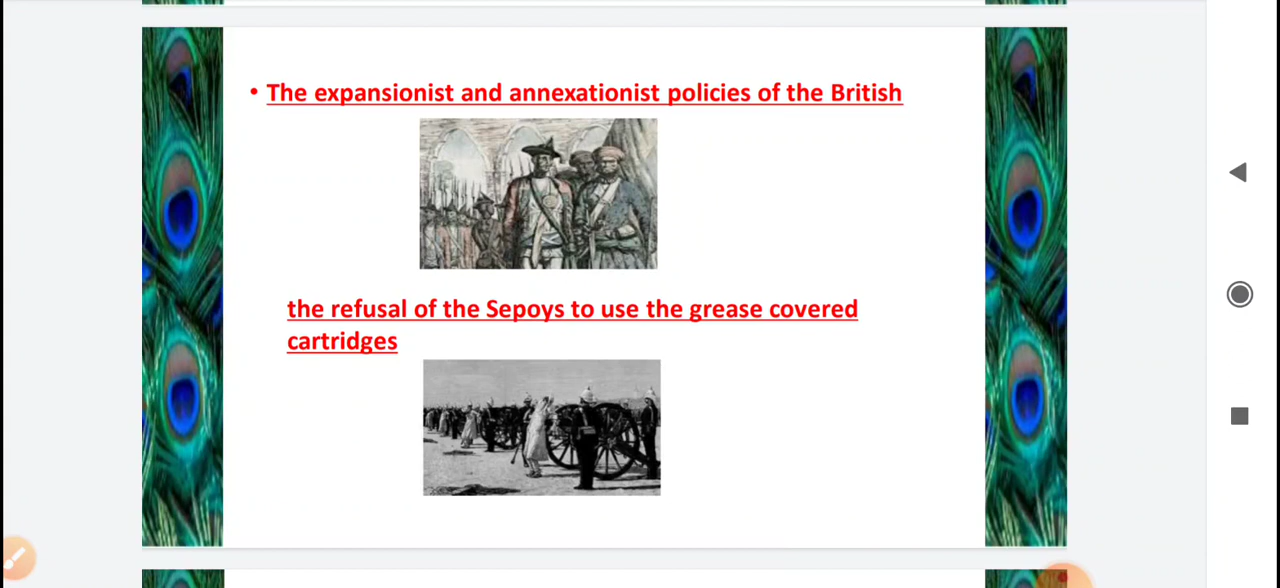 • The expansionist and annexationist policies of the British
the refusal of the Sepoys to use the grease covered
cartridges